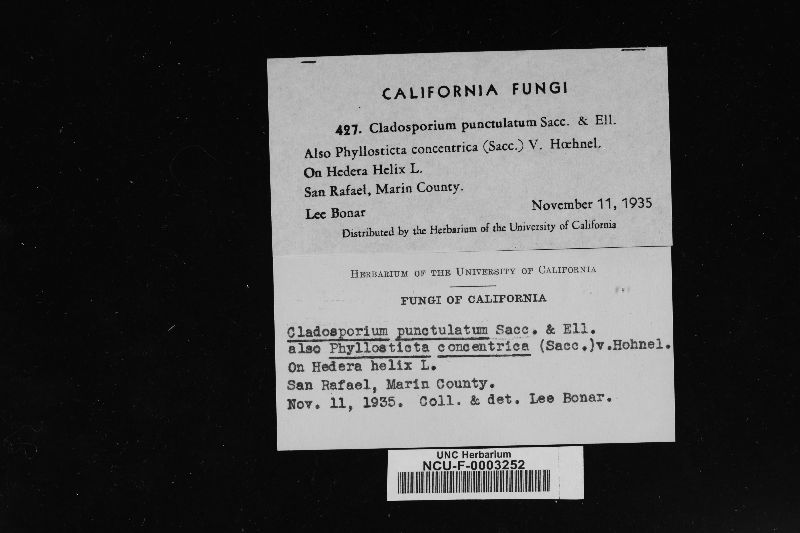 CALIFORNIA FUNGI
427. Cladosporium punctulatum Sacc. & Ell.
Also Phyllosticta concentrica (Sacc.) V. Hœhnel.
On Hedera Helix L.
San Rafael, Marin County.
Lee Bonar November 11, 1935
Distributed by the Herbarium of the University of California
HERBARIUM OF THE UNIVERSITY OF CALIFORNIA
FUNGI OF CALIFORNIA
Cladosporium punctulatum Sacc. & Ell.
also Phyllosticta concentrica (Sacc.)v.Hohnel.
On Hedera helix L.
San Rafael, Marin County.
Nov. 11, 1935. Coll. & det. Lee Bonar.
UNC Herbarium
NCU-F-0003252